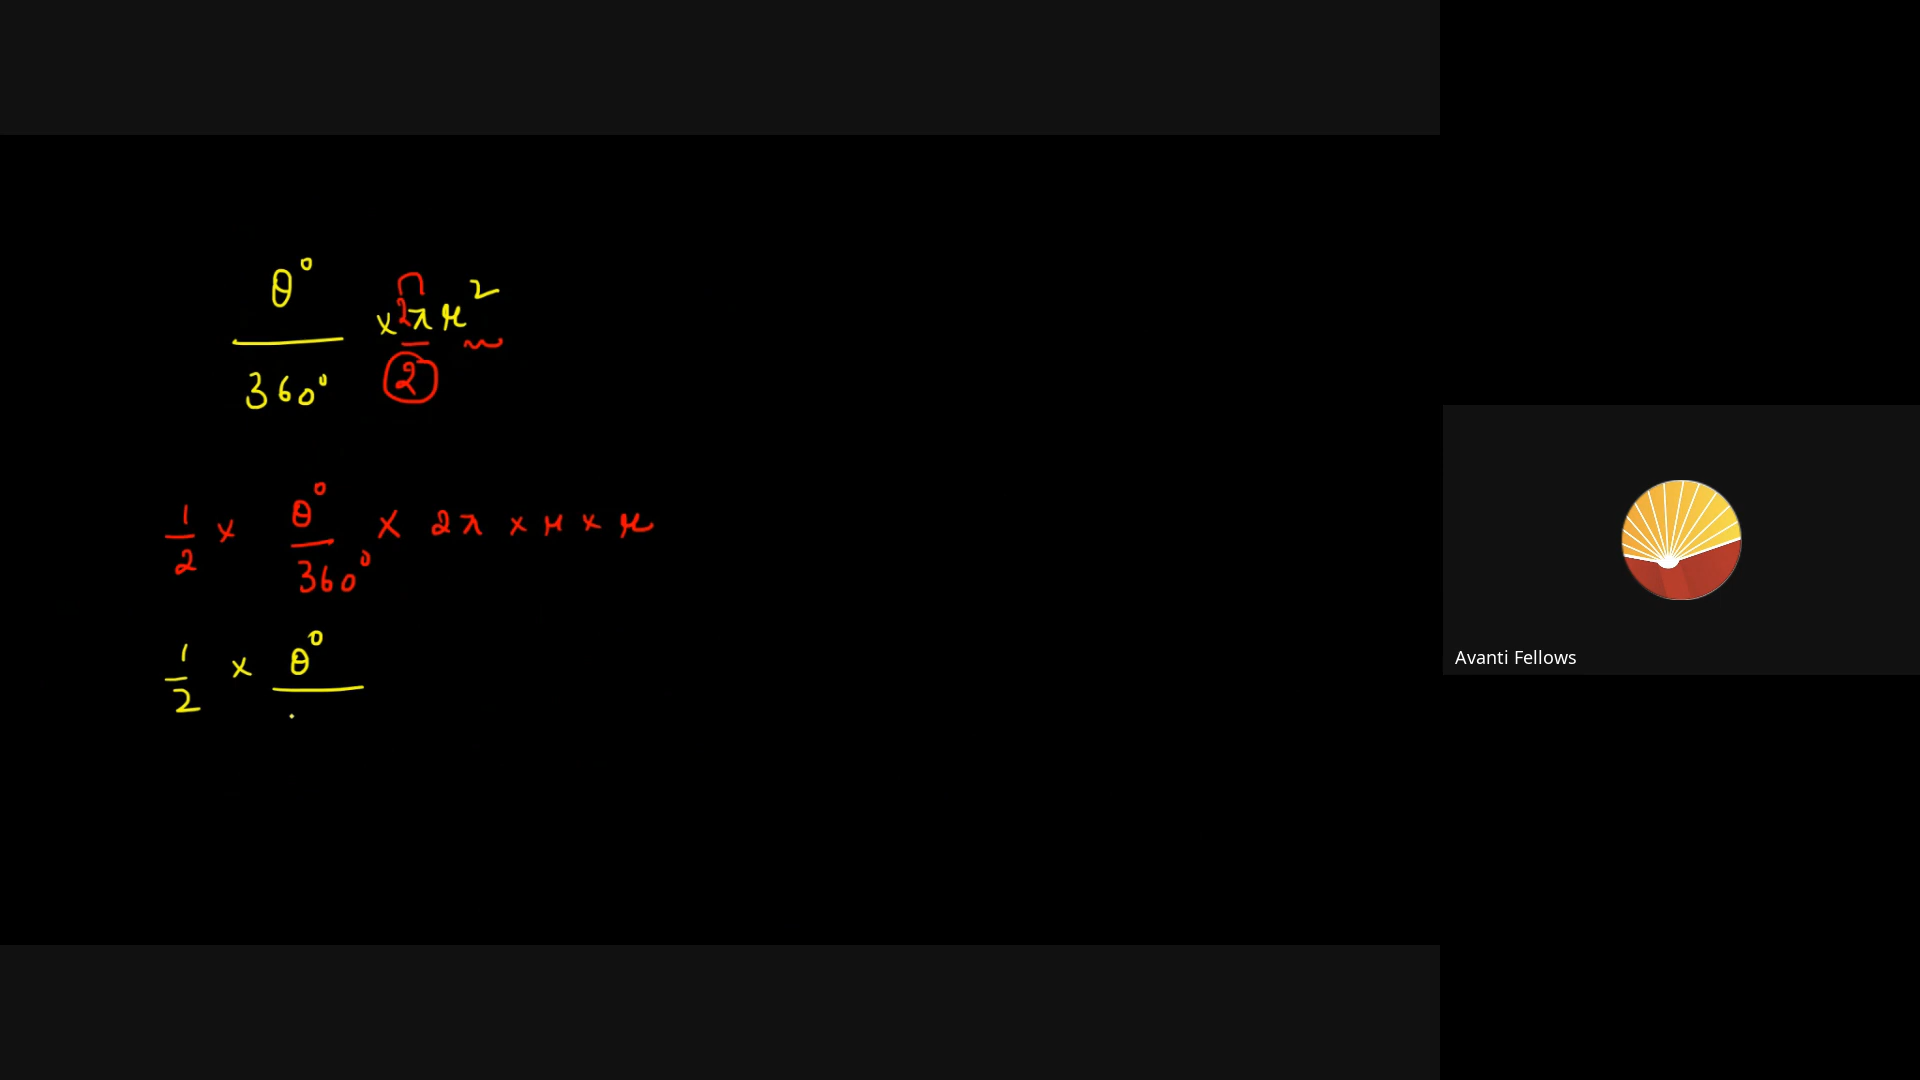 θ° / 360° × 2π/2 r²
1/2 × θ°/360° × 2π × r × r
1/2 × θ°/
Avanti Fellows